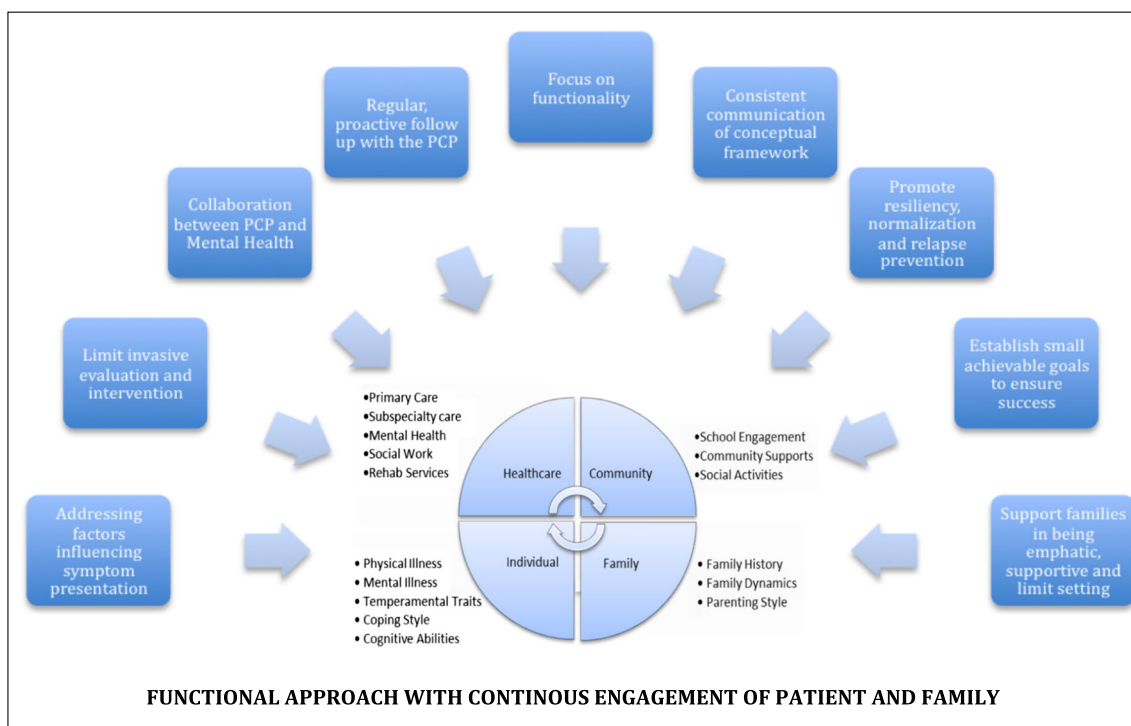 Focus on
functionality
Regular,
proactive follow
up with the PCP
Consistent
communication
of conceptual
framework
Collaboration
between PCP and
Mental Health
Promote
resiliency,
normalization
and relapse
prevention
Limit invasive
evaluation and
intervention
Establish small
achievable goals
to ensure
success
Addressing
factors
influencing
symptom
presentation
Support families
in being
emphatic,
supportive and
limit setting
•Primary Care
•Subspecialty care
•Mental Health
•Social Work
•Rehab Services
Healthcare
Community
•School Engagement
•Community Supports
•Social Activities
• Physical Illness
• Mental Illness
• Temperamental Traits
• Coping Style
• Cognitive Abilities
Individual
Family
• Family History
• Family Dynamics
• Parenting Style
FUNCTIONAL APPROACH WITH CONTINOUS ENGAGEMENT OF PATIENT AND FAMILY